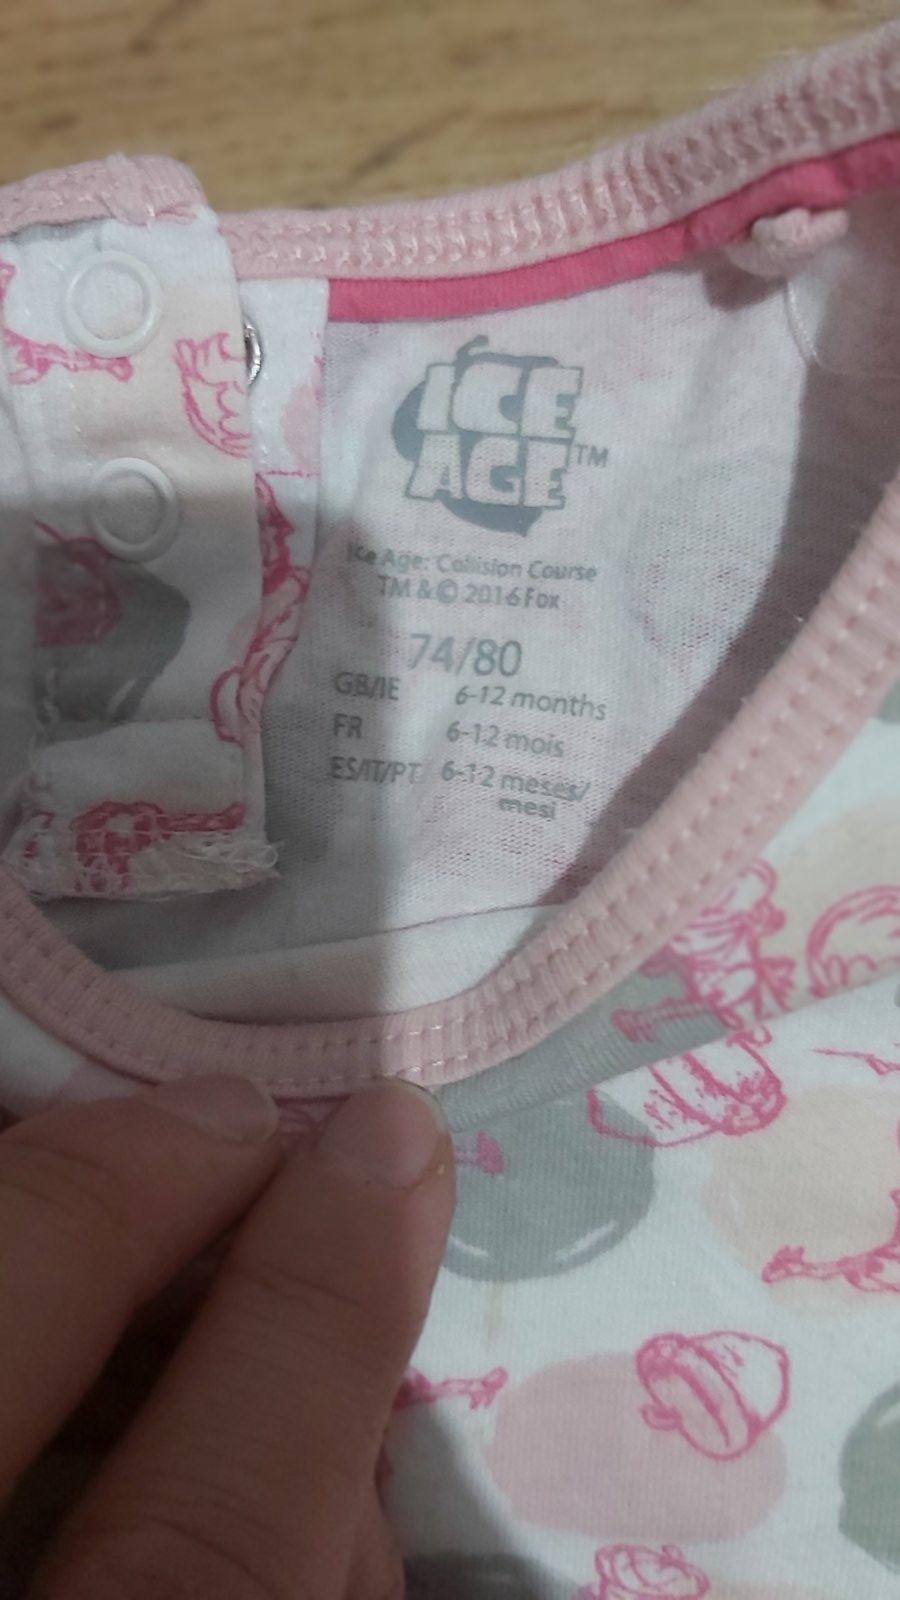 ICE
AGE™
Ice Age: Collision Course
TM & © 2016 Fox
74/80
GB/IE 6-12 months
FR 6-12 mois
ES/IT/PT 6-12 meses/
mesi